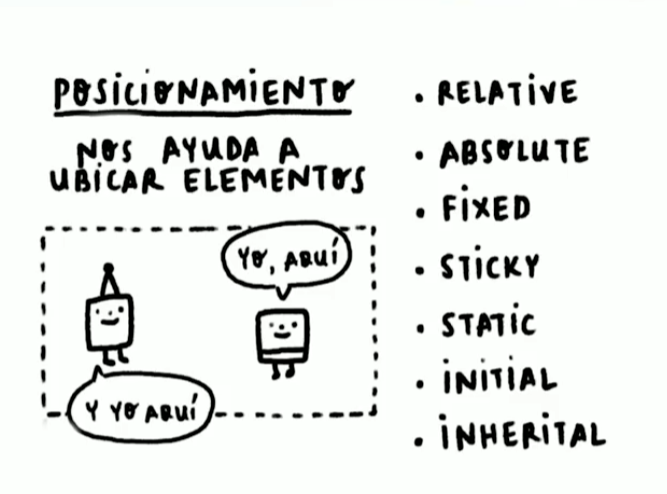 POSICIONAMIENTO
NOS AYUDA A
UBICAR ELEMENTOS
YO, AQUÍ
Y YO AQUÍ
• RELATIVE
• ABSOLUTE
• FIXED
• STICKY
• STATIC
• INITIAL
• INHERITAL